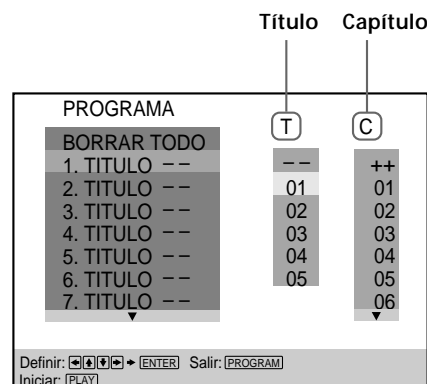 Título Capítulo
PROGRAMA
T C
BORRAR TODO
1. TITULO – – – – ++
2. TITULO – – 01 01
3. TITULO – – 02 02
4. TITULO – – 03 03
5. TITULO – – 04 04
6. TITULO – – 05 05
7. TITULO – – 06
Definir: ENTER Salir: PROGRAM
Iniciar: PLAY